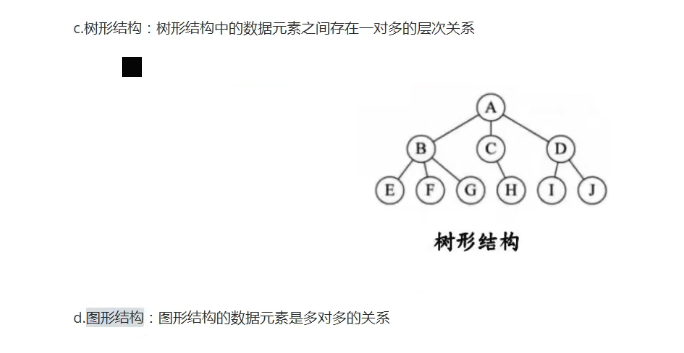 c.树形结构：树形结构中的数据元素之间存在一对多的层次关系
A
B C D
E F G H I J
树形结构
d.图形结构：图形结构的数据元素是多对多的关系